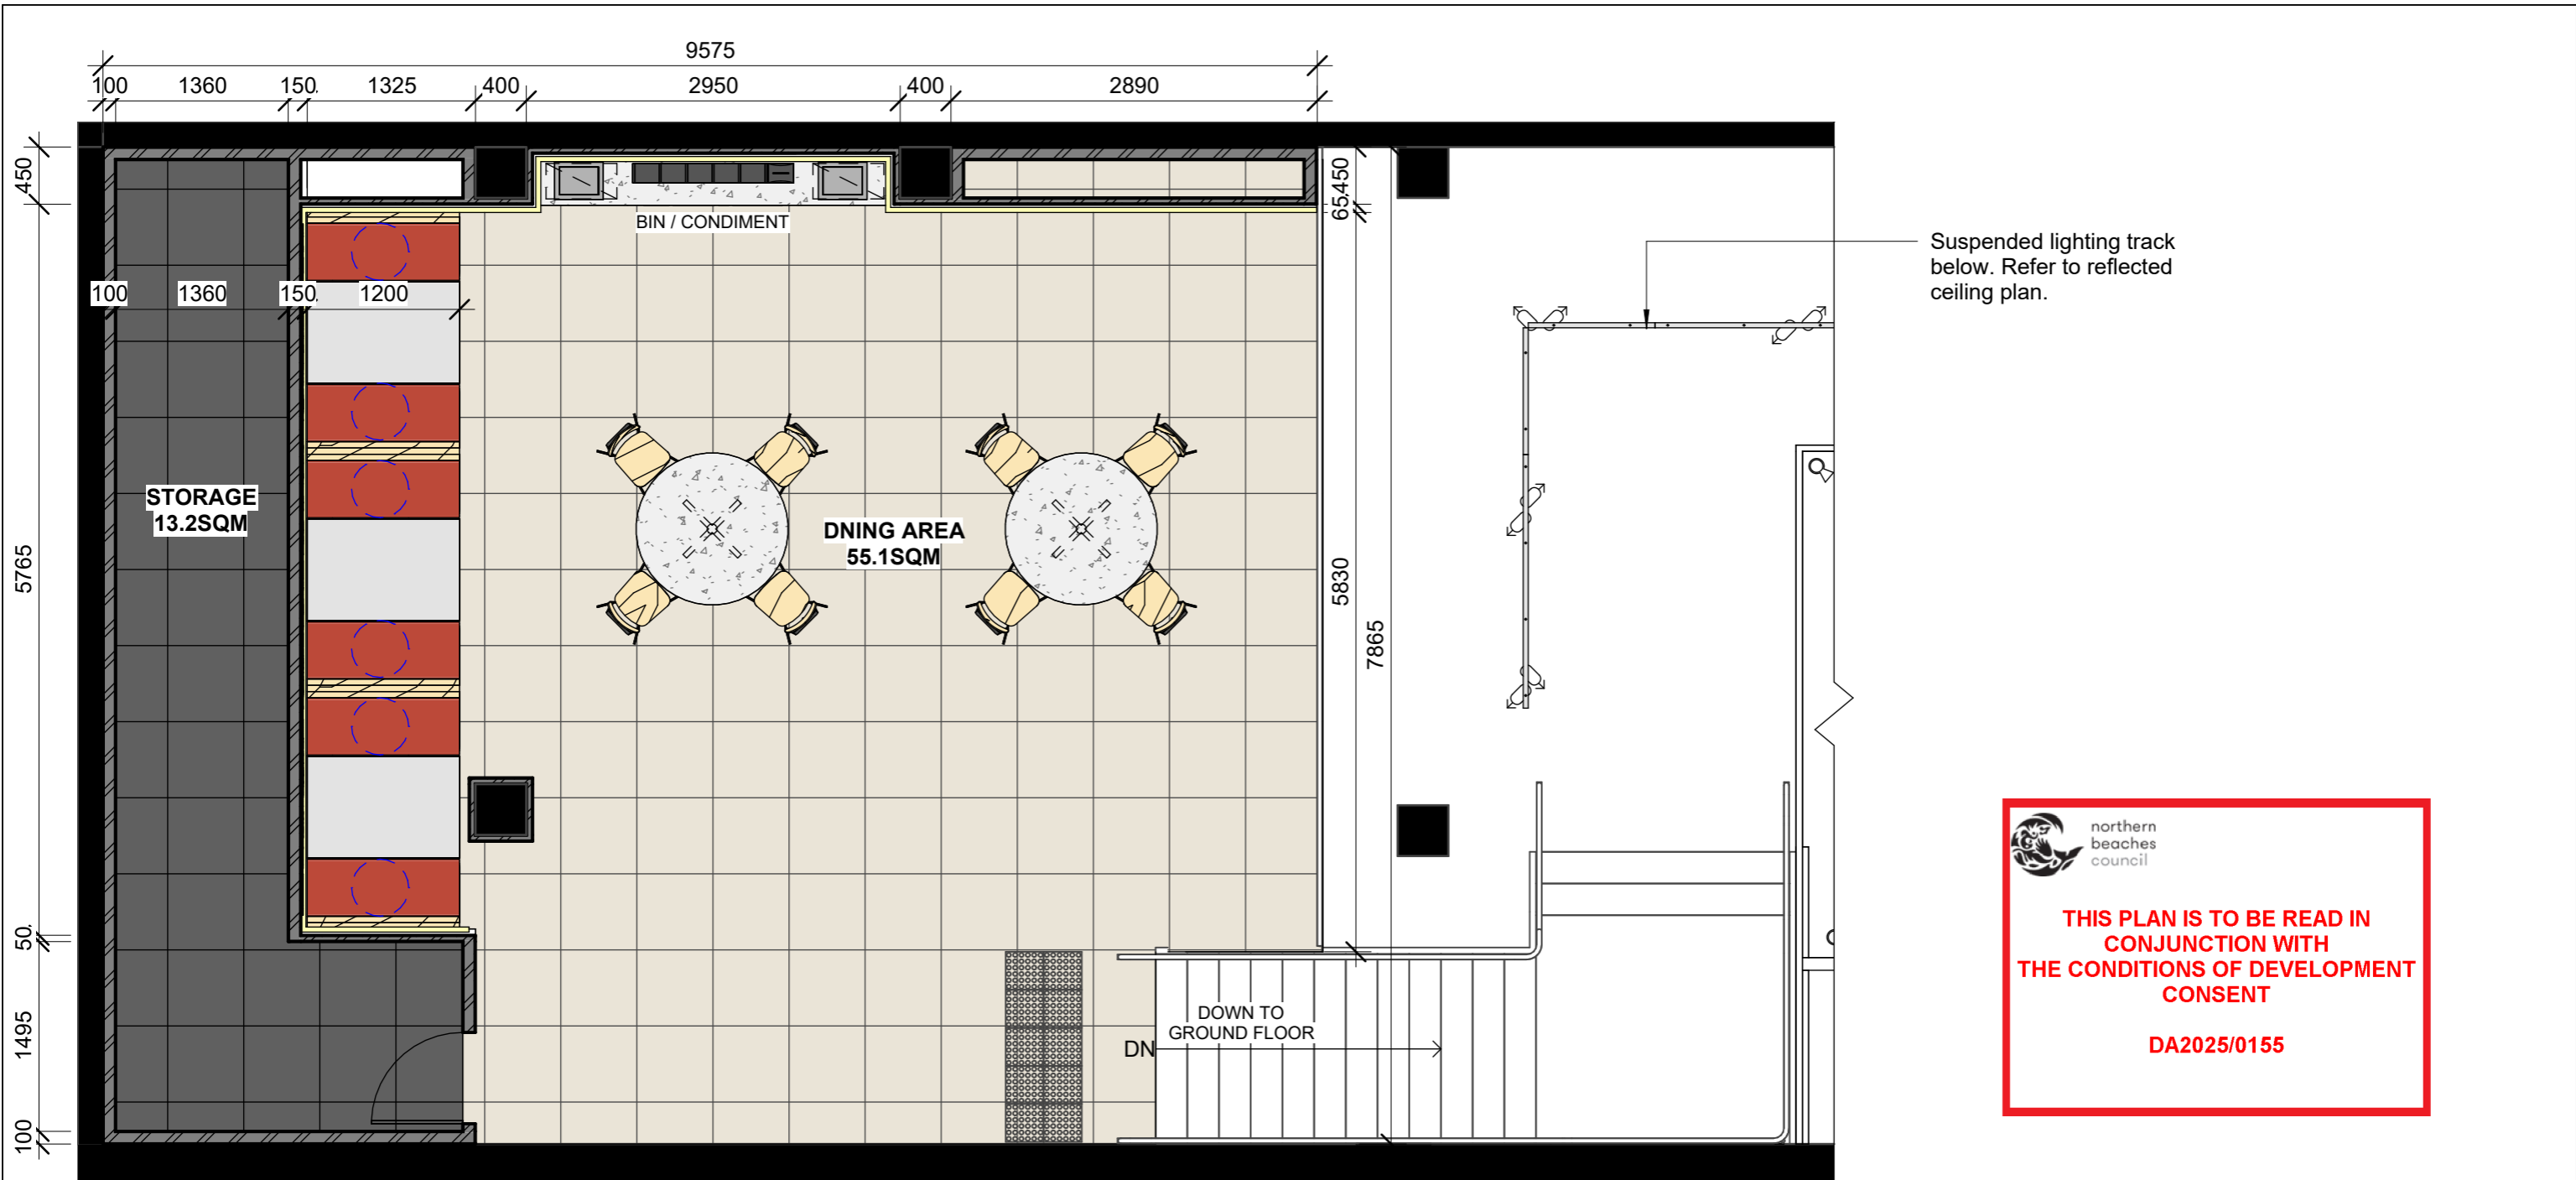 9575
100 1360 150 1325 400 2950 400 2890
450
65
450
BIN / CONDIMENT
Suspended lighting track
below. Refer to reflected
ceiling plan.
100 1360 150 1200
STORAGE
13.2SQM
DNING AREA
55.1SQM
5765
5830
7865
50
1495
100
DOWN TO
GROUND FLOOR
DN
northern
beaches
council
THIS PLAN IS TO BE READ IN
CONJUNCTION WITH
THE CONDITIONS OF DEVELOPMENT
CONSENT
DA2025/0155